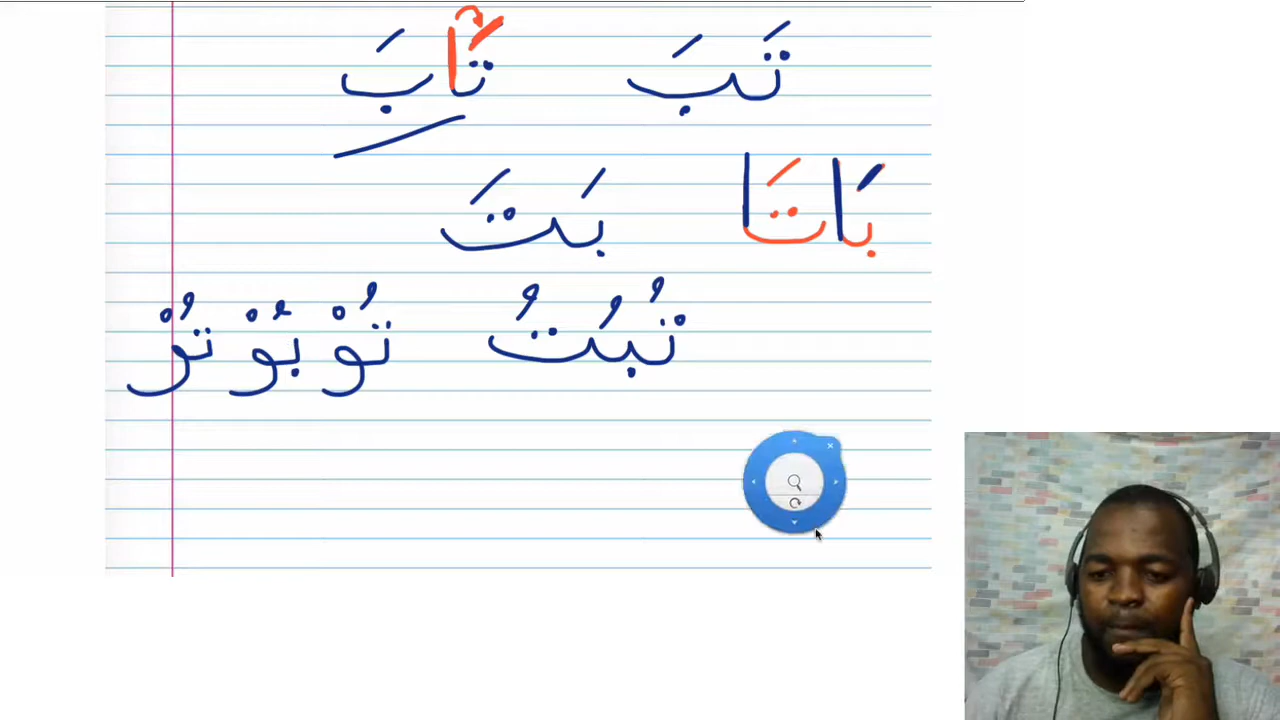 تَبَ تَابَ
بَاتَا بَتَ
تُبُتُ تُوْ بُوْ تُوْ